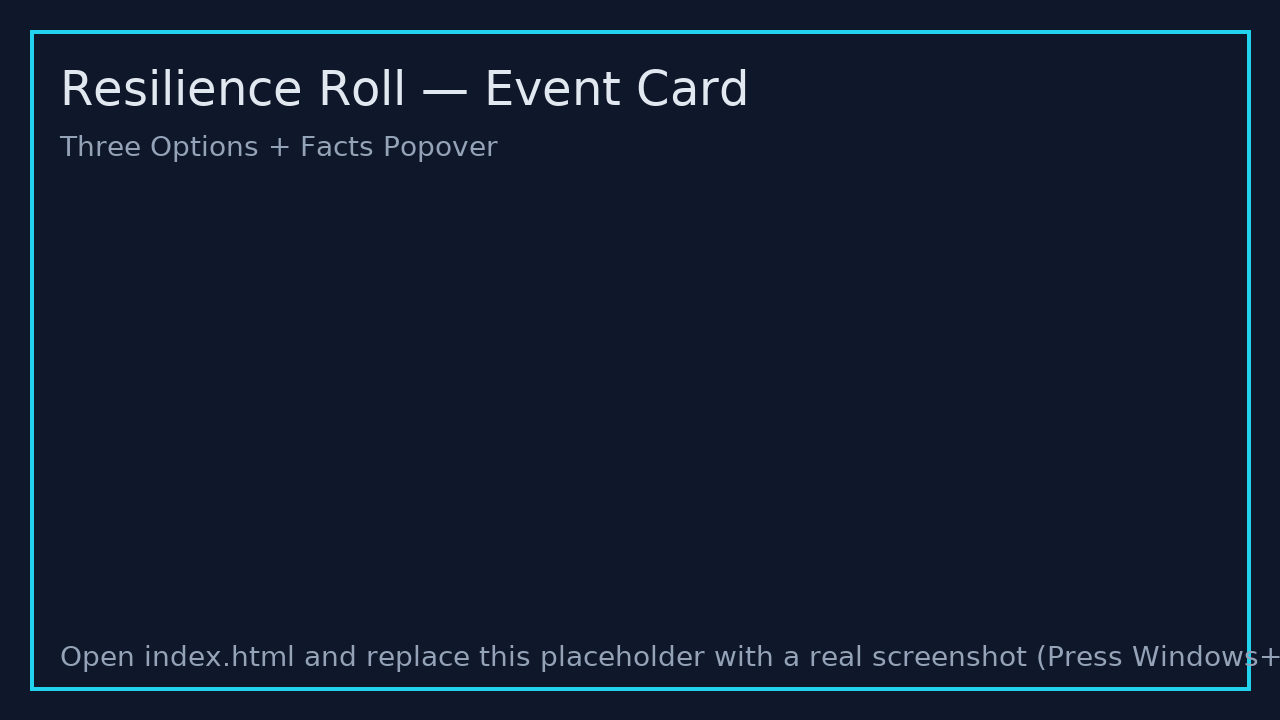 Resilience Roll — Event Card
Three Options + Facts Popover
Open index.html and replace this placeholder with a real screenshot (Press Windows+